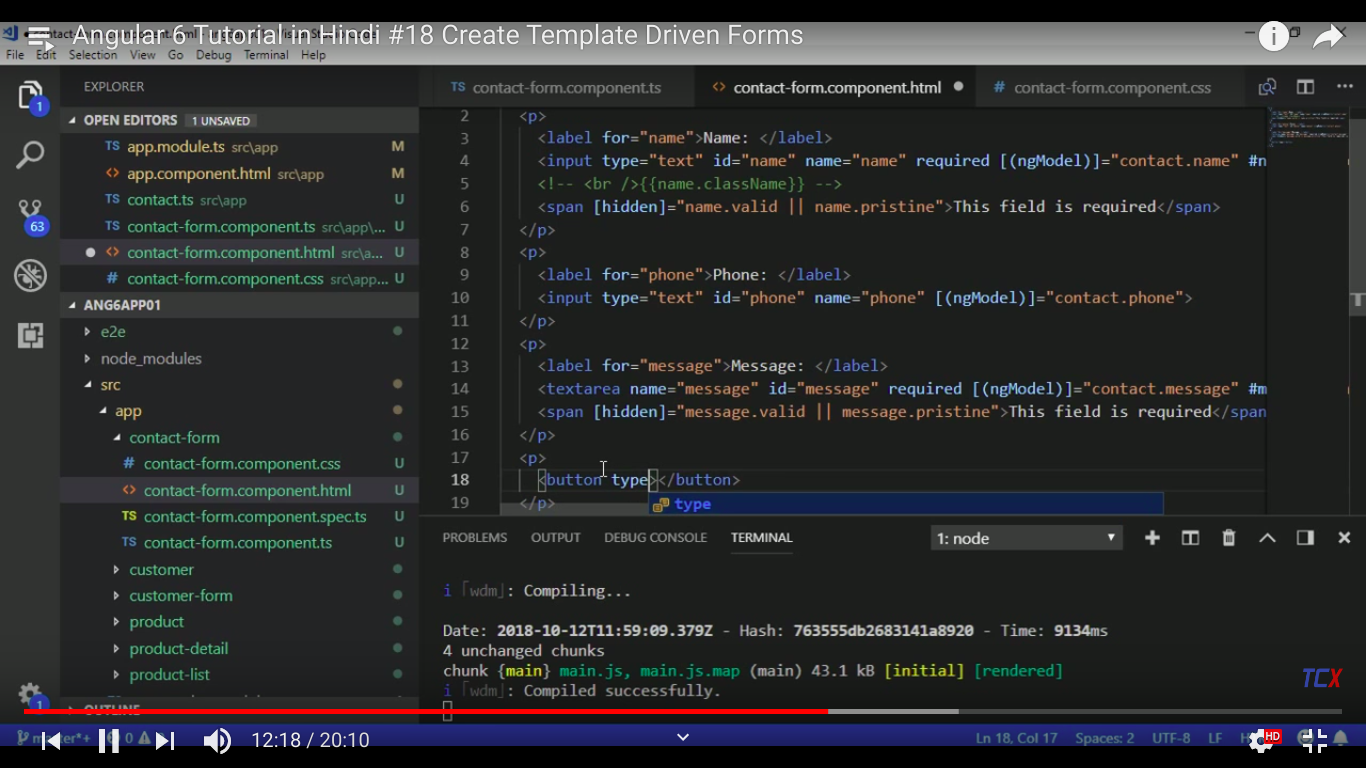 Angular 6 Tutorial in Hindi #18 Create Template Driven Forms
File Edit Selection View Go Debug Terminal Help
EXPLORER
OPEN EDITORS 1 UNSAVED
TS app.module.ts src\app M
<> app.component.html src\app M
TS contact.ts src\app U
TS contact-form.component.ts src\app\... U
<> contact-form.component.html src\a... U
# contact-form.component.css src\app... U
ANG6APP01
e2e
node_modules
src
app
contact-form
# contact-form.component.css U
<> contact-form.component.html U
TS contact-form.component.spec.ts U
TS contact-form.component.ts U
customer
customer-form
product
product-detail
product-list
OUTLINE
1
63
1
TS contact-form.component.ts <> contact-form.component.html # contact-form.component.css
2 <p>
3 <label for="name">Name: </label>
4 <input type="text" id="name" name="name" required [(ngModel)]="contact.name" #n
5 <!-- <br />{{name.className}} -->
6 <span [hidden]="name.valid || name.pristine">This field is required</span>
7 </p>
8 <p>
9 <label for="phone">Phone: </label>
10 <input type="text" id="phone" name="phone" [(ngModel)]="contact.phone">
11 </p>
12 <p>
13 <label for="message">Message: </label>
14 <textarea name="message" id="message" required [(ngModel)]="contact.message" #m
15 <span [hidden]="message.valid || message.pristine">This field is required</span
16 </p>
17 <p>
18 <button type></button>
19 </p>
type
PROBLEMS OUTPUT DEBUG CONSOLE TERMINAL 1: node
i ｢wdm｣: Compiling...
Date: 2018-10-12T11:59:09.379Z - Hash: 763555db2683141a8920 - Time: 9134ms
4 unchanged chunks
chunk {main} main.js, main.js.map (main) 43.1 kB [initial] [rendered]
i ｢wdm｣: Compiled successfully.
TCX
12:18 / 20:10
Ln 18, Col 17 Spaces: 2 UTF-8 LF
HD